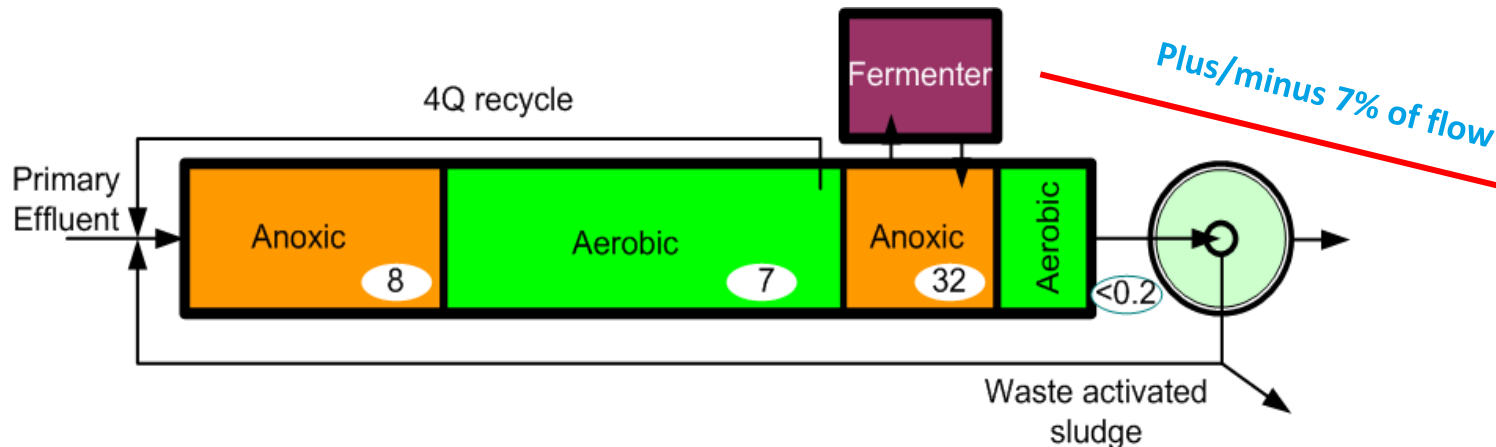 Fermenter
Plus/minus 7% of flow
4Q recycle
Primary
Effluent
Anoxic
8
Aerobic
7
Anoxic
32
Aerobic
<0.2
Waste activated
sludge